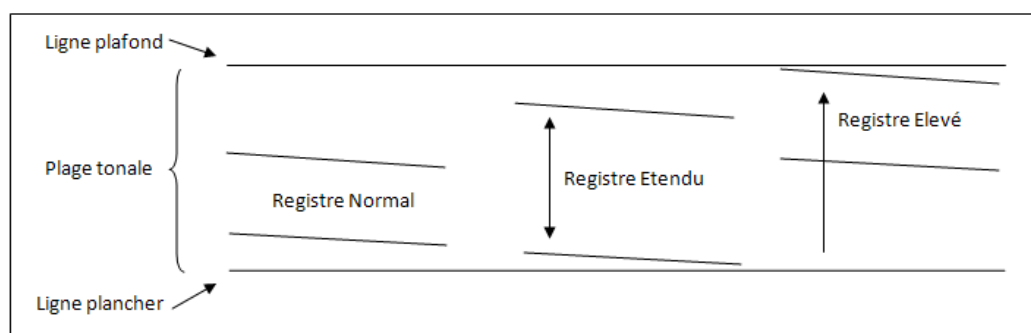 Ligne plafond
Registre Elevé
Plage tonale
Registre Etendu
Registre Normal
Ligne plancher